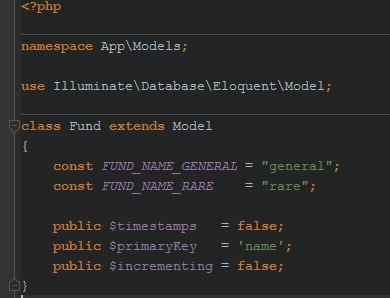 <?php
namespace App\Models;
use Illuminate\Database\Eloquent\Model;
class Fund extends Model
{
    const FUND_NAME_GENERAL = "general";
    const FUND_NAME_RARE    = "rare";
    public $timestamps   = false;
    public $primaryKey   = 'name';
    public $incrementing = false;
}